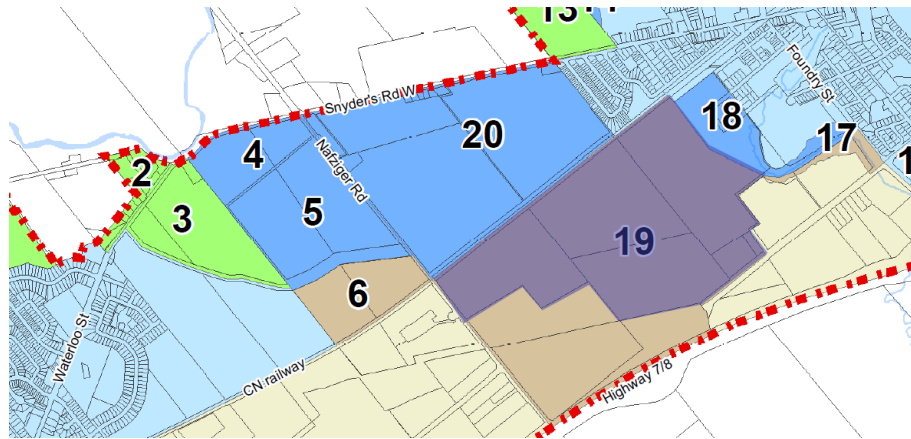 13
Foundry St
Snyder's Rd W
18
20
4
17
Nafziger Rd
2
3
5
19
6
Waterloo St
CN railway
Highway 7/8